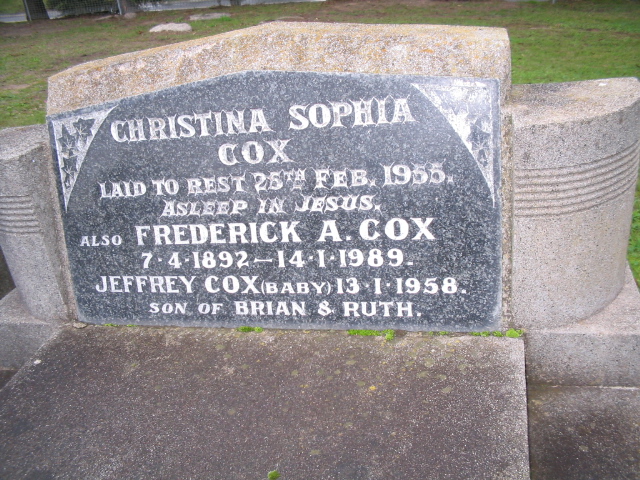 CHRISTINA SOPHIA
COX
LAID TO REST 25TH FEB. 1955.
ASLEEP IN JESUS.
ALSO FREDERICK A. COX
7·4·1892—14·1·1989.
JEFFREY COX (BABY) 13·1·1958.
SON OF BRIAN & RUTH.